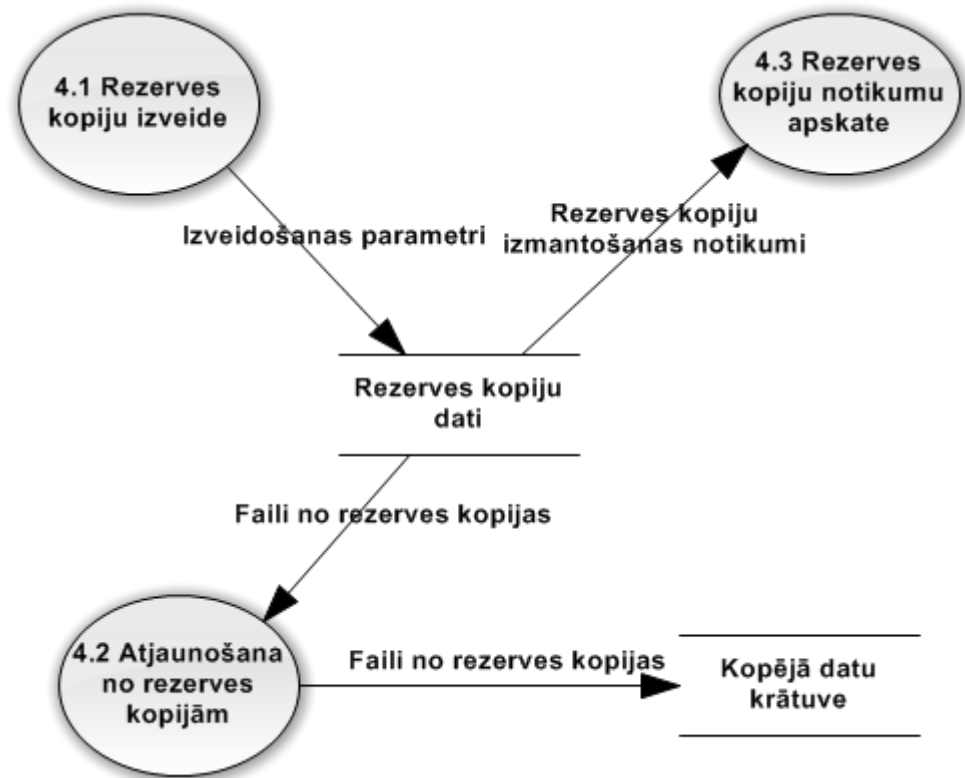 4.1 Rezerves
kopiju izveide
4.3 Rezerves
kopiju notikumu
apskate
Izveidošanas parametri
Rezerves kopiju
izmantošanas notikumi
Rezerves kopiju
dati
Faili no rezerves kopijas
4.2 Atjaunošana
no rezerves
kopijām
Faili no rezerves kopijas
Kopējā datu
krātuve